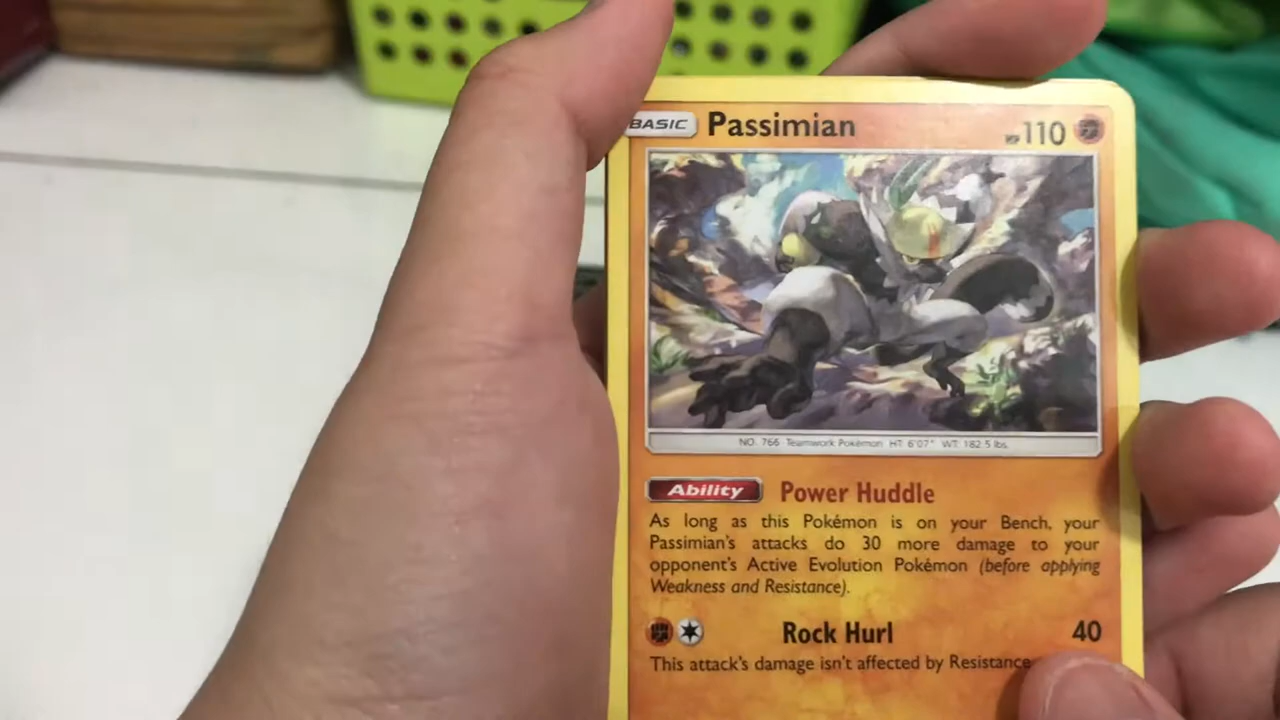 BASIC Passimian HP110
NO. 766 Teamwork Pokémon HT: 6'07" WT: 182.5 lbs.
Ability Power Huddle
As long as this Pokémon is on your Bench, your
Passimian's attacks do 30 more damage to your
opponent's Active Evolution Pokémon (before applying
Weakness and Resistance).
Rock Hurl 40
This attack's damage isn't affected by Resistance